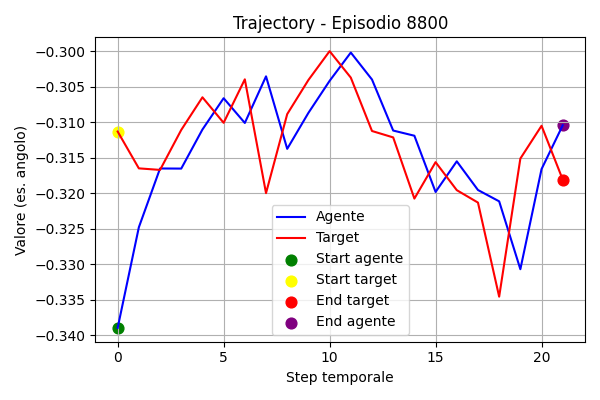 Trajectory - Episodio 8800
Valore (es. angolo)
−0.300
−0.305
−0.310
−0.315
−0.320
−0.325
−0.330
−0.335
−0.340
Agente
Target
Start agente
Start target
End target
End agente
0
5
10
15
20
Step temporale